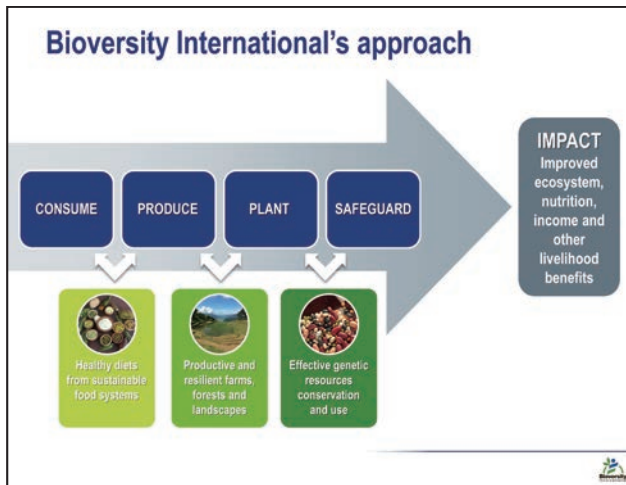 Bioversity International's approach
CONSUME
PRODUCE
PLANT
SAFEGUARD
IMPACT
Improved
ecosystem,
nutrition,
income and
other
livelihood
benefits
Healthy diets
from sustainable
food systems
Productive and
resilient farms,
forests and
landscapes
Effective genetic
resources
conservation
and use
Bioversity